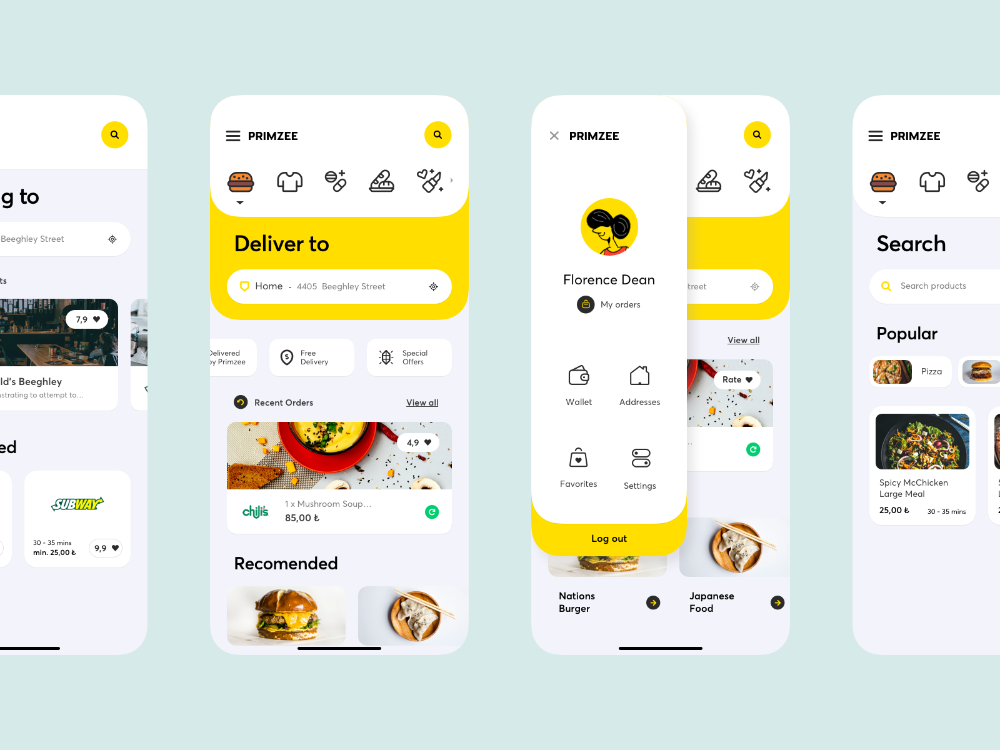 g to
Beeghley Street
ts
7,9
ld's Beeghley
ustrating to attempt to...
ed
SUBWAY
30 - 35 mins
min. 25,00 ₺
9,9
PRIMZEE
Deliver to
Home - 4405 Beeghley Street
Delivered
by Primzee
Free
Delivery
Special
Offers
Recent Orders
View all
4,9
chili's
1 x Mushroom Soup...
85,00 ₺
Recomended
PRIMZEE
Florence Dean
My orders
Wallet
Addresses
Favorites
Settings
Log out
treet
View all
Rate
Nations
Burger
Japanese
Food
PRIMZEE
Search
Search products
Popular
Pizza
Spicy McChicken
Large Meal
25,00 ₺
30 - 35 mins